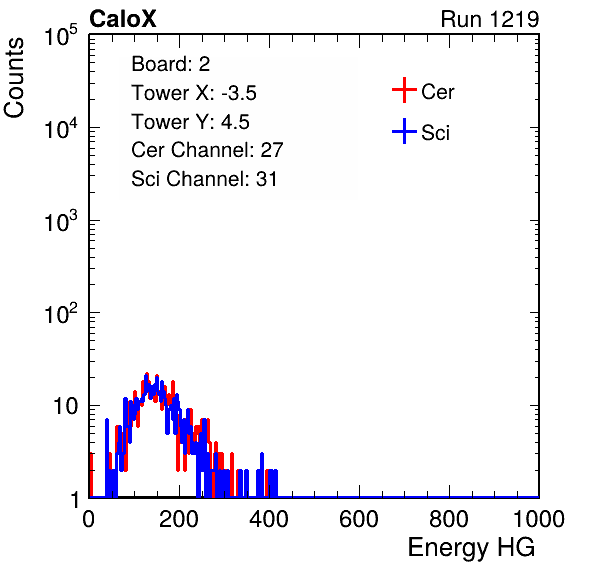 CaloX Run 1219
Counts
10^5
10^4
10^3
10^2
10
1
Board: 2
Tower X: -3.5
Tower Y: 4.5
Cer Channel: 27
Sci Channel: 31
Cer
Sci
0 200 400 600 800 1000
Energy HG